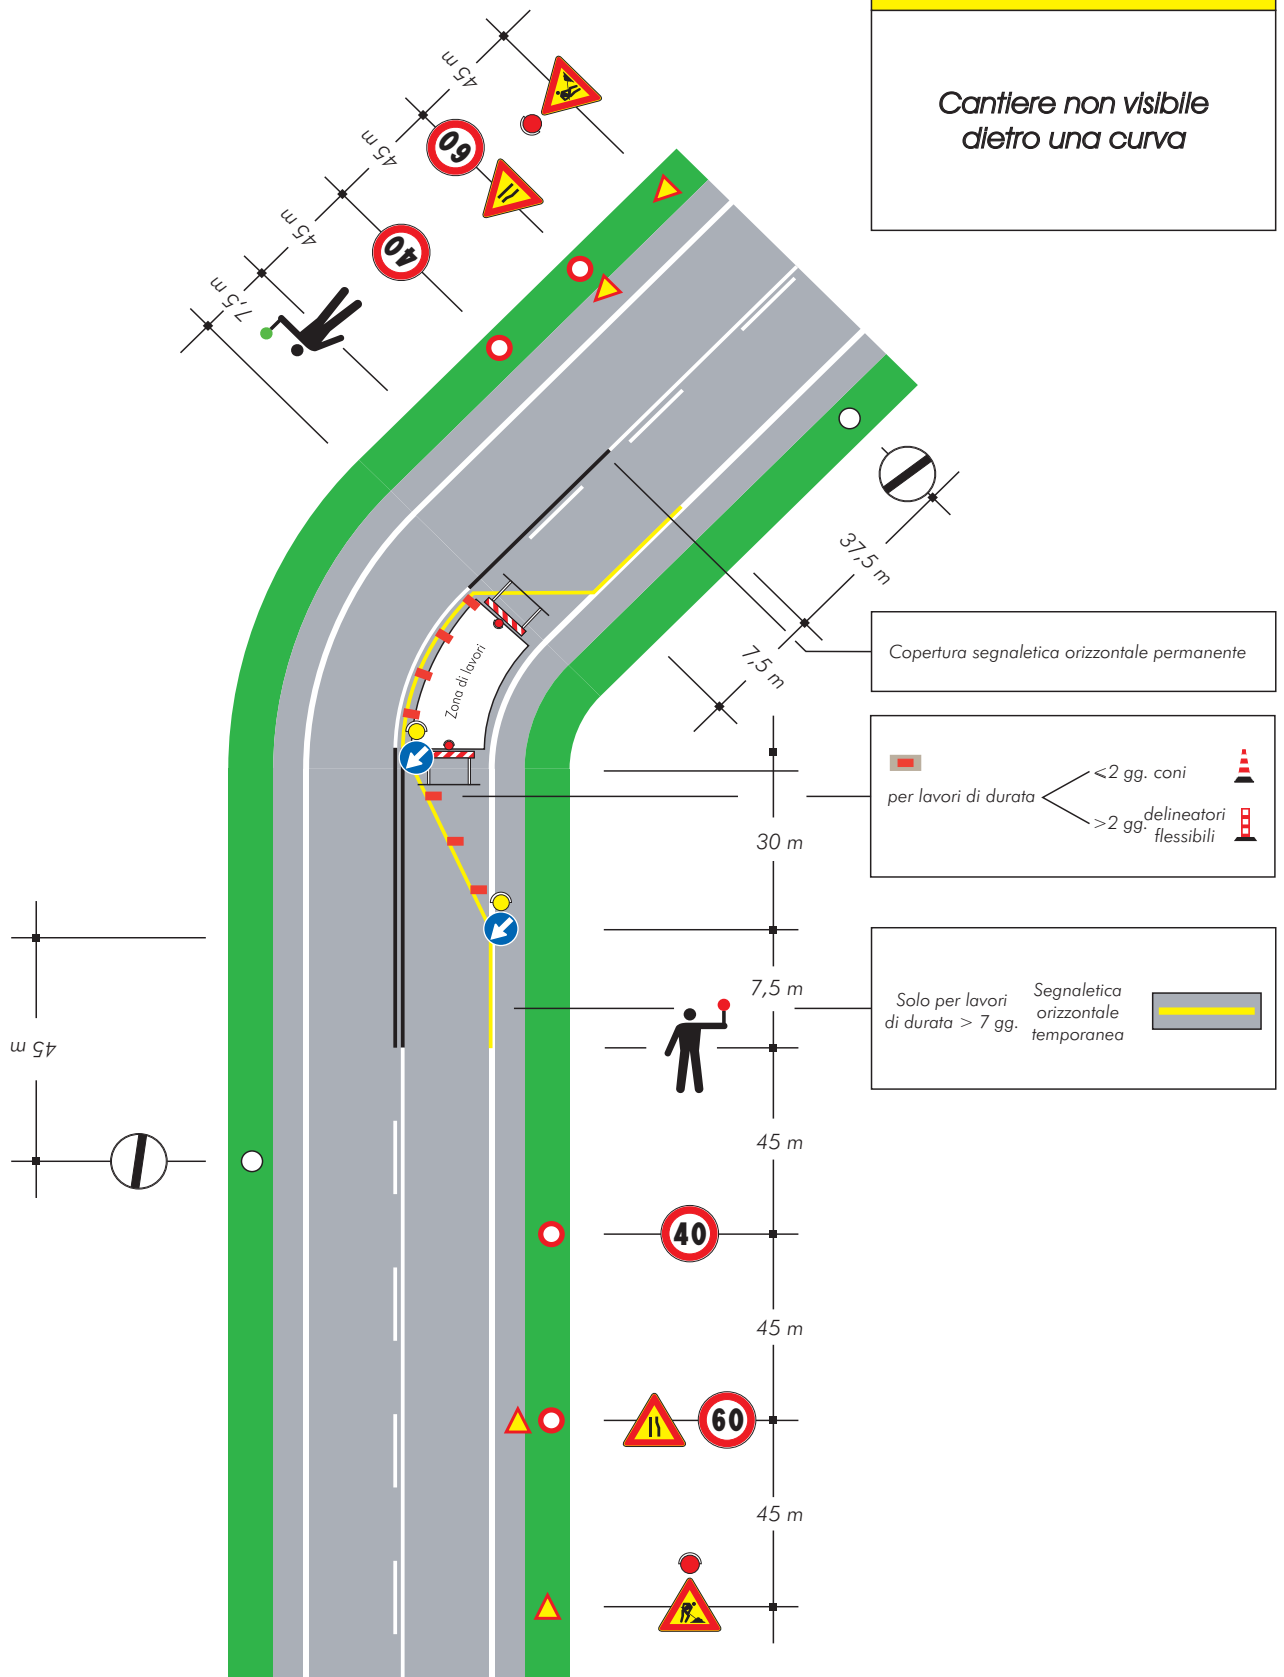 Cantiere non visibile
dietro una curva
45 m
45 m
60
45 m
40
7,5 m
37,5 m
7,5 m
Copertura segnaletica orizzontale permanente
Zona di lavori
per lavori di durata
<2 gg. coni
>2 gg. delineatori
flessibili
30 m
7,5 m
Solo per lavori
di durata > 7 gg.
Segnaletica
orizzontale
temporanea
45 m
45 m
40
45 m
60
45 m